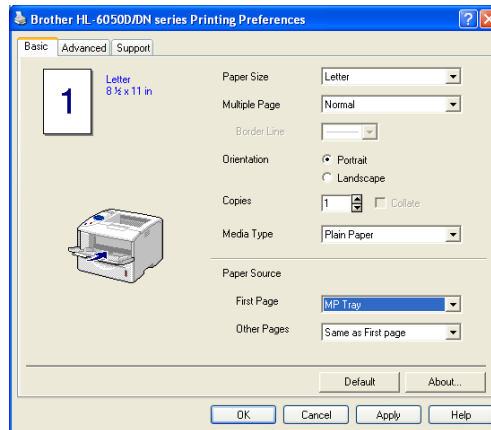 Brother HL-6050D/DN series Printing Preferences
Basic Advanced Support
1
Letter
8 ½ x 11 in
Paper Size Letter
Multiple Page Normal
Border Line
Orientation Portrait
Landscape
Copies 1 Collate
Media Type Plain Paper
Paper Source
First Page MP Tray
Other Pages Same as First page
Default About...
OK Cancel Apply Help